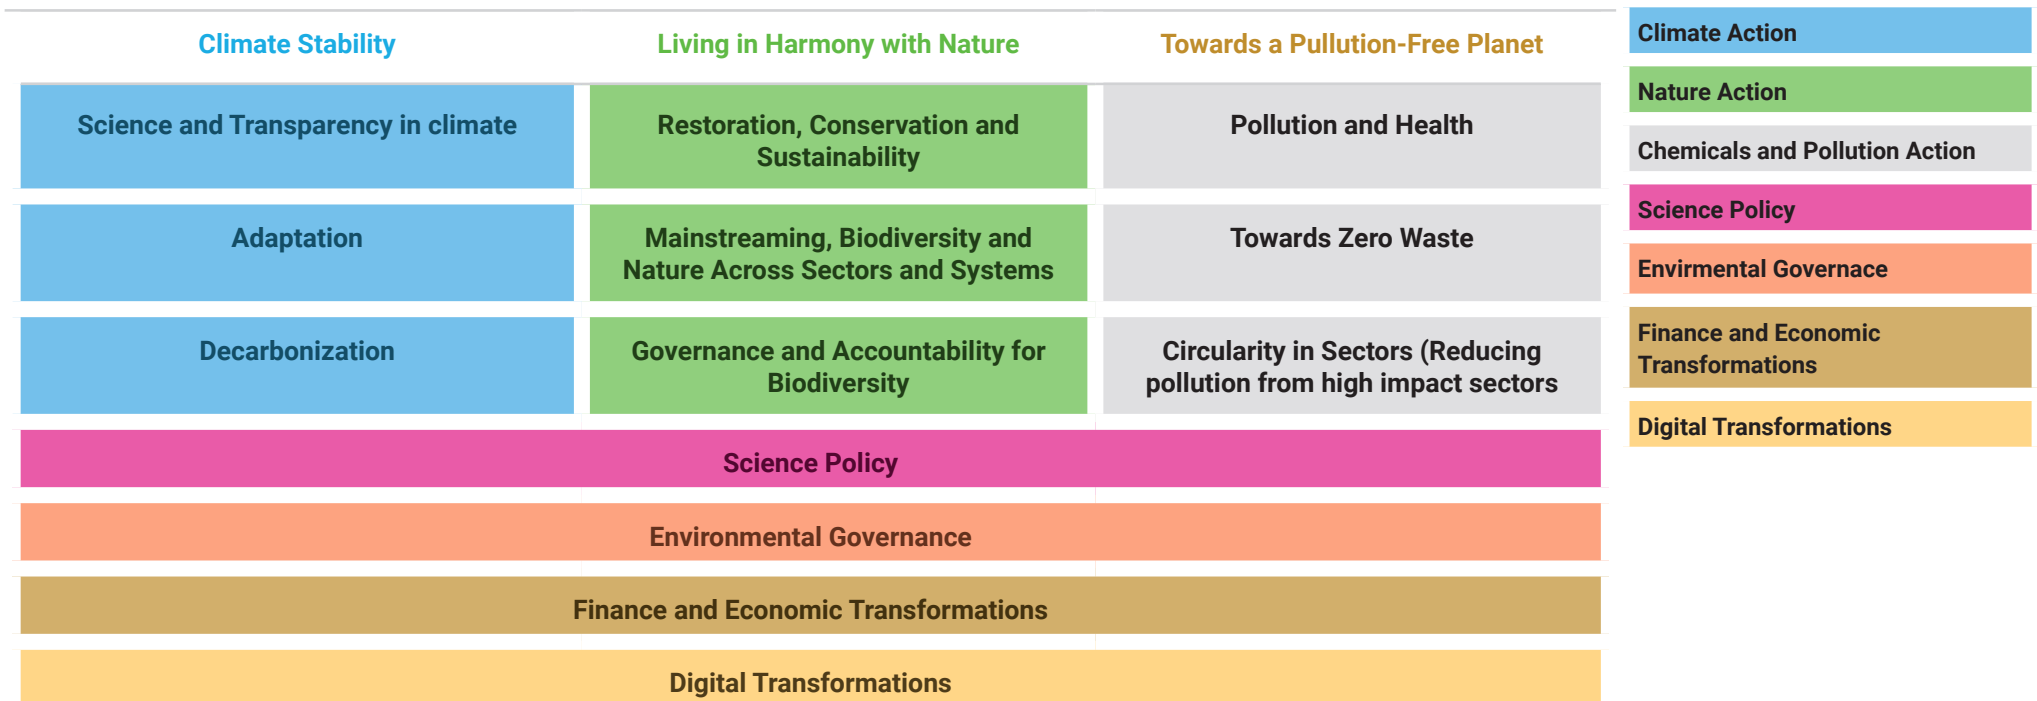 Climate Stability
Living in Harmony with Nature
Towards a Pullution-Free Planet
Science and Transparency in climate
Restoration, Conservation and
Sustainability
Pollution and Health
Adaptation
Mainstreaming, Biodiversity and
Nature Across Sectors and Systems
Towards Zero Waste
Decarbonization
Governance and Accountability for
Biodiversity
Circularity in Sectors (Reducing
pollution from high impact sectors
Science Policy
Environmental Governance
Finance and Economic Transformations
Digital Transformations
Climate Action
Nature Action
Chemicals and Pollution Action
Science Policy
Envirmental Governace
Finance and Economic
Transformations
Digital Transformations